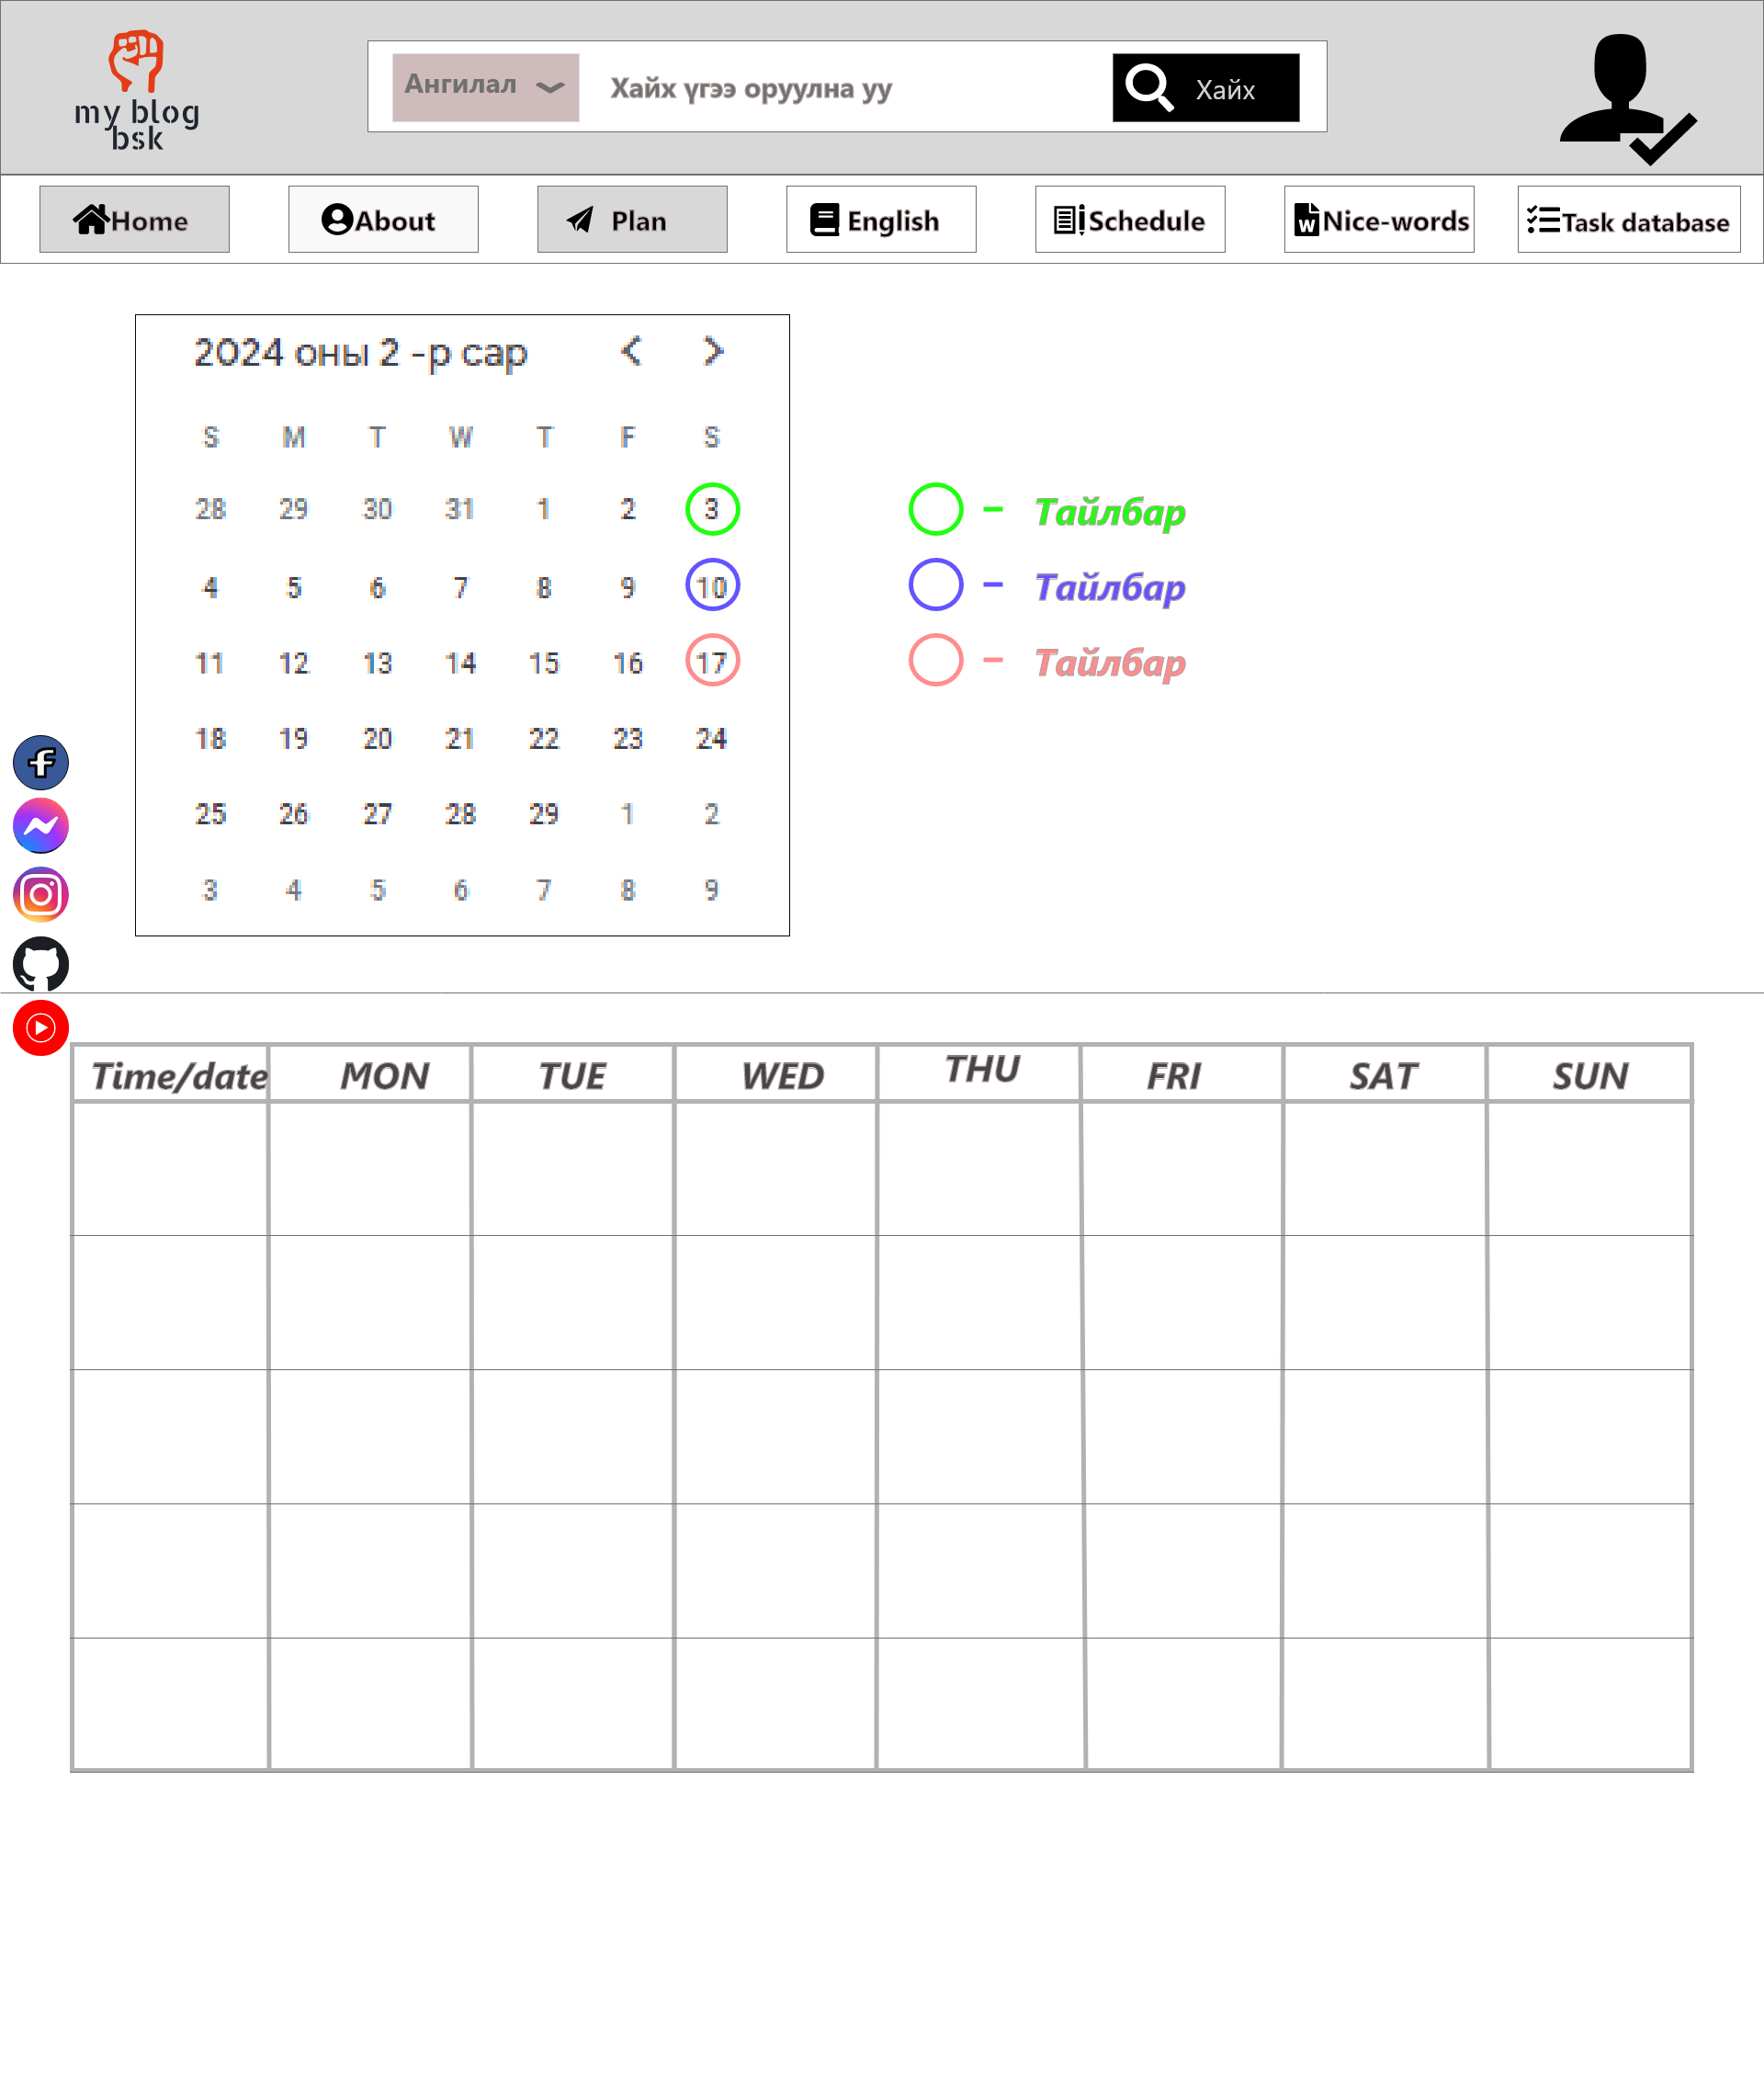 my blog
bsk
Ангилал
Хайх үгээ оруулна уу
Хайх
Home
About
Plan
English
Schedule
Nice-words
Task database
2024 оны 2 -р сар
S M T W T F S
28 29 30 31 1 2 3
4 5 6 7 8 9 10
11 12 13 14 15 16 17
18 19 20 21 22 23 24
25 26 27 28 29 1 2
3 4 5 6 7 8 9
– Тайлбар
– Тайлбар
– Тайлбар
Time/date MON TUE WED THU FRI SAT SUN